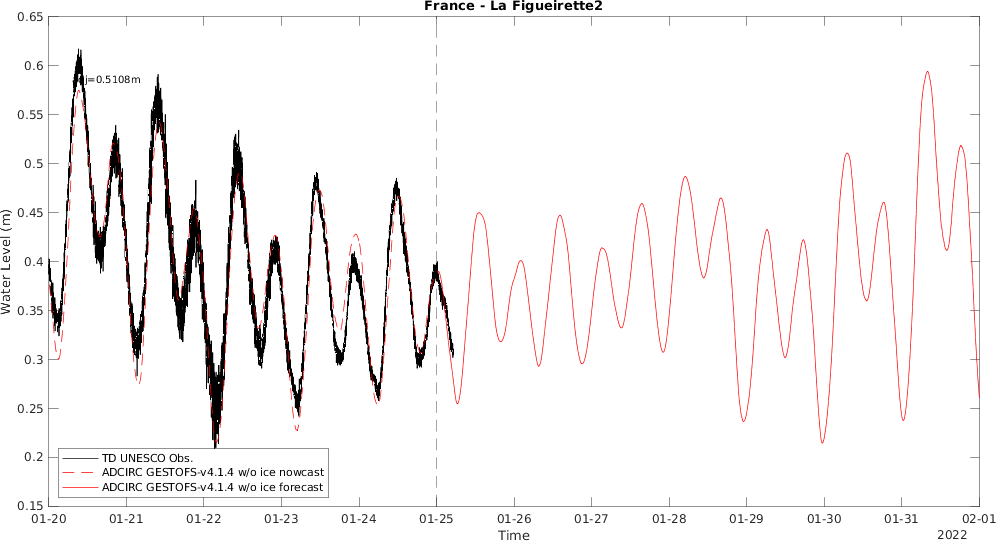 France - La Figueirette2
0.65
0.6
0.55
0.5
0.45
0.4
0.35
0.3
0.25
0.2
0.15
Water Level (m)
j=0.5108m
TD UNESCO Obs.
ADCIRC GESTOFS-v4.1.4 w/o ice nowcast
ADCIRC GESTOFS-v4.1.4 w/o ice forecast
01-20 01-21 01-22 01-23 01-24 01-25 01-26 01-27 01-28 01-29 01-30 01-31 02-01
Time
2022